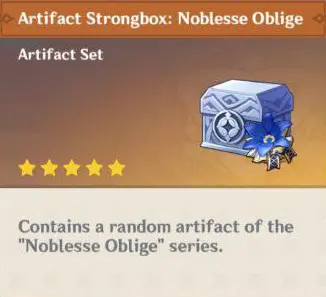 Artifact Strongbox: Noblesse Oblige
Artifact Set
Contains a random artifact of the
"Noblesse Oblige" series.